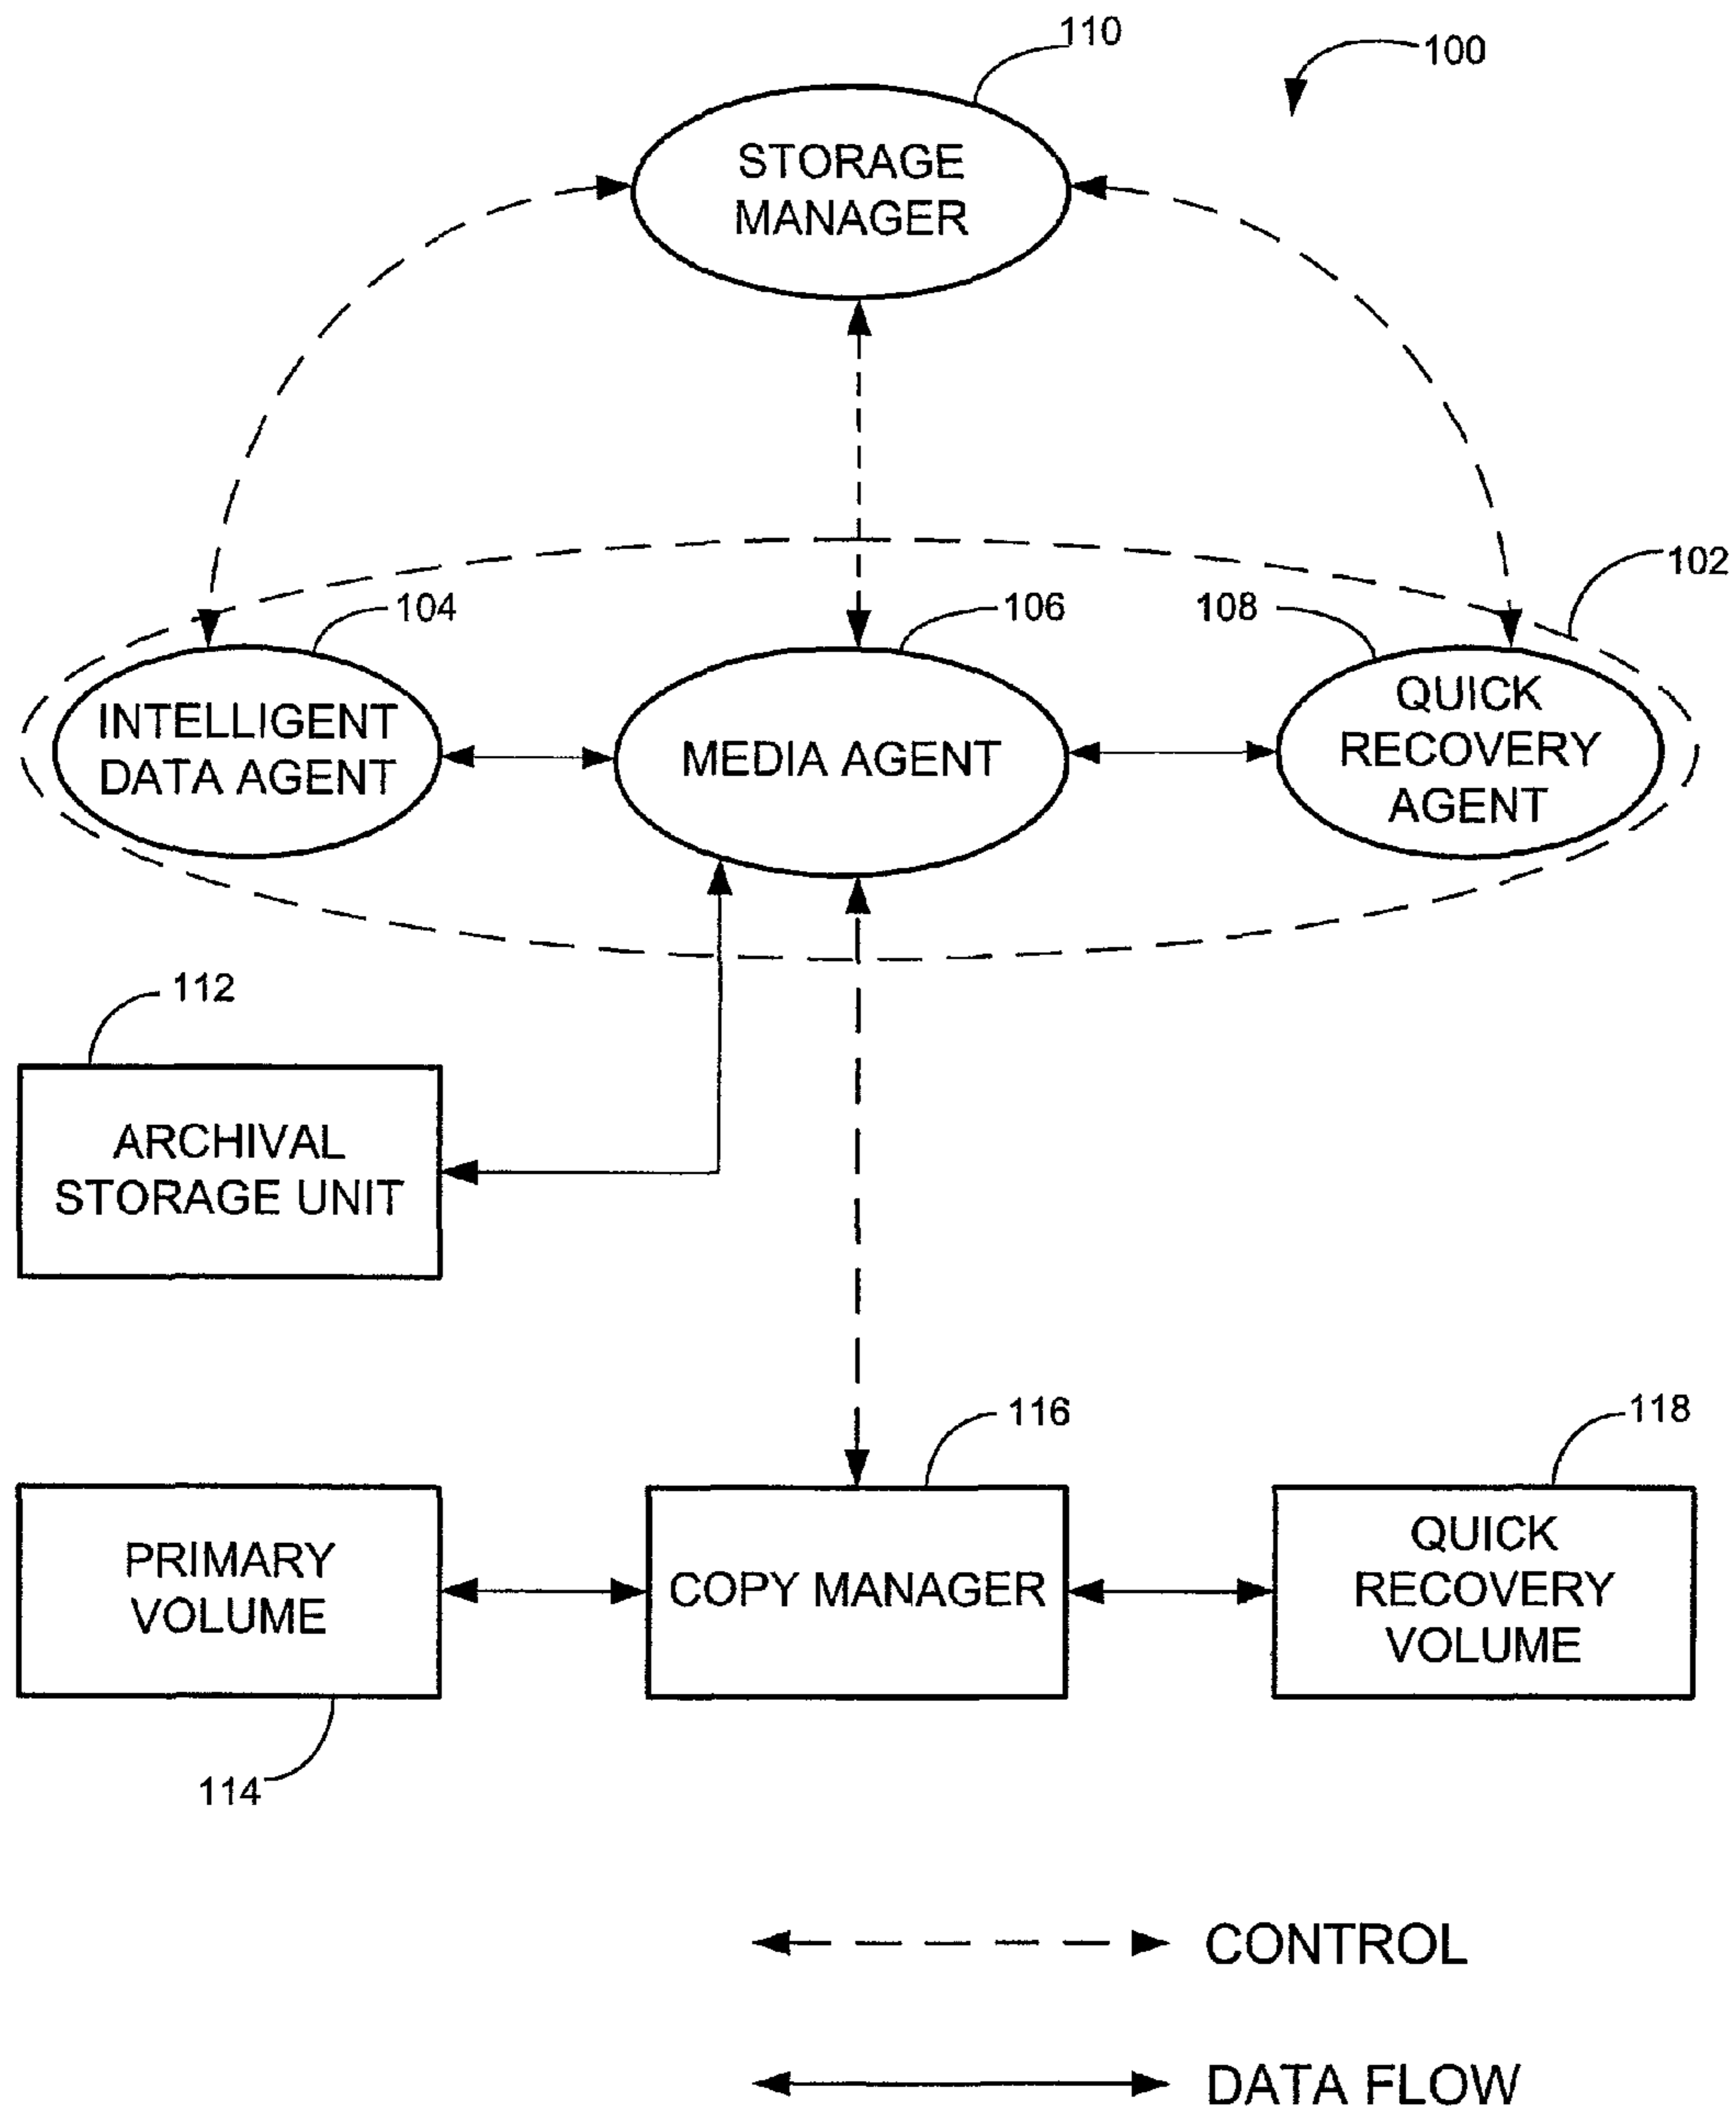 110
100
STORAGE
MANAGER
102
104
106
108
INTELLIGENT
DATA AGENT
MEDIA AGENT
QUICK
RECOVERY
AGENT
112
ARCHIVAL
STORAGE UNIT
116
118
PRIMARY
VOLUME
COPY MANAGER
QUICK
RECOVERY
VOLUME
114
CONTROL
DATA FLOW